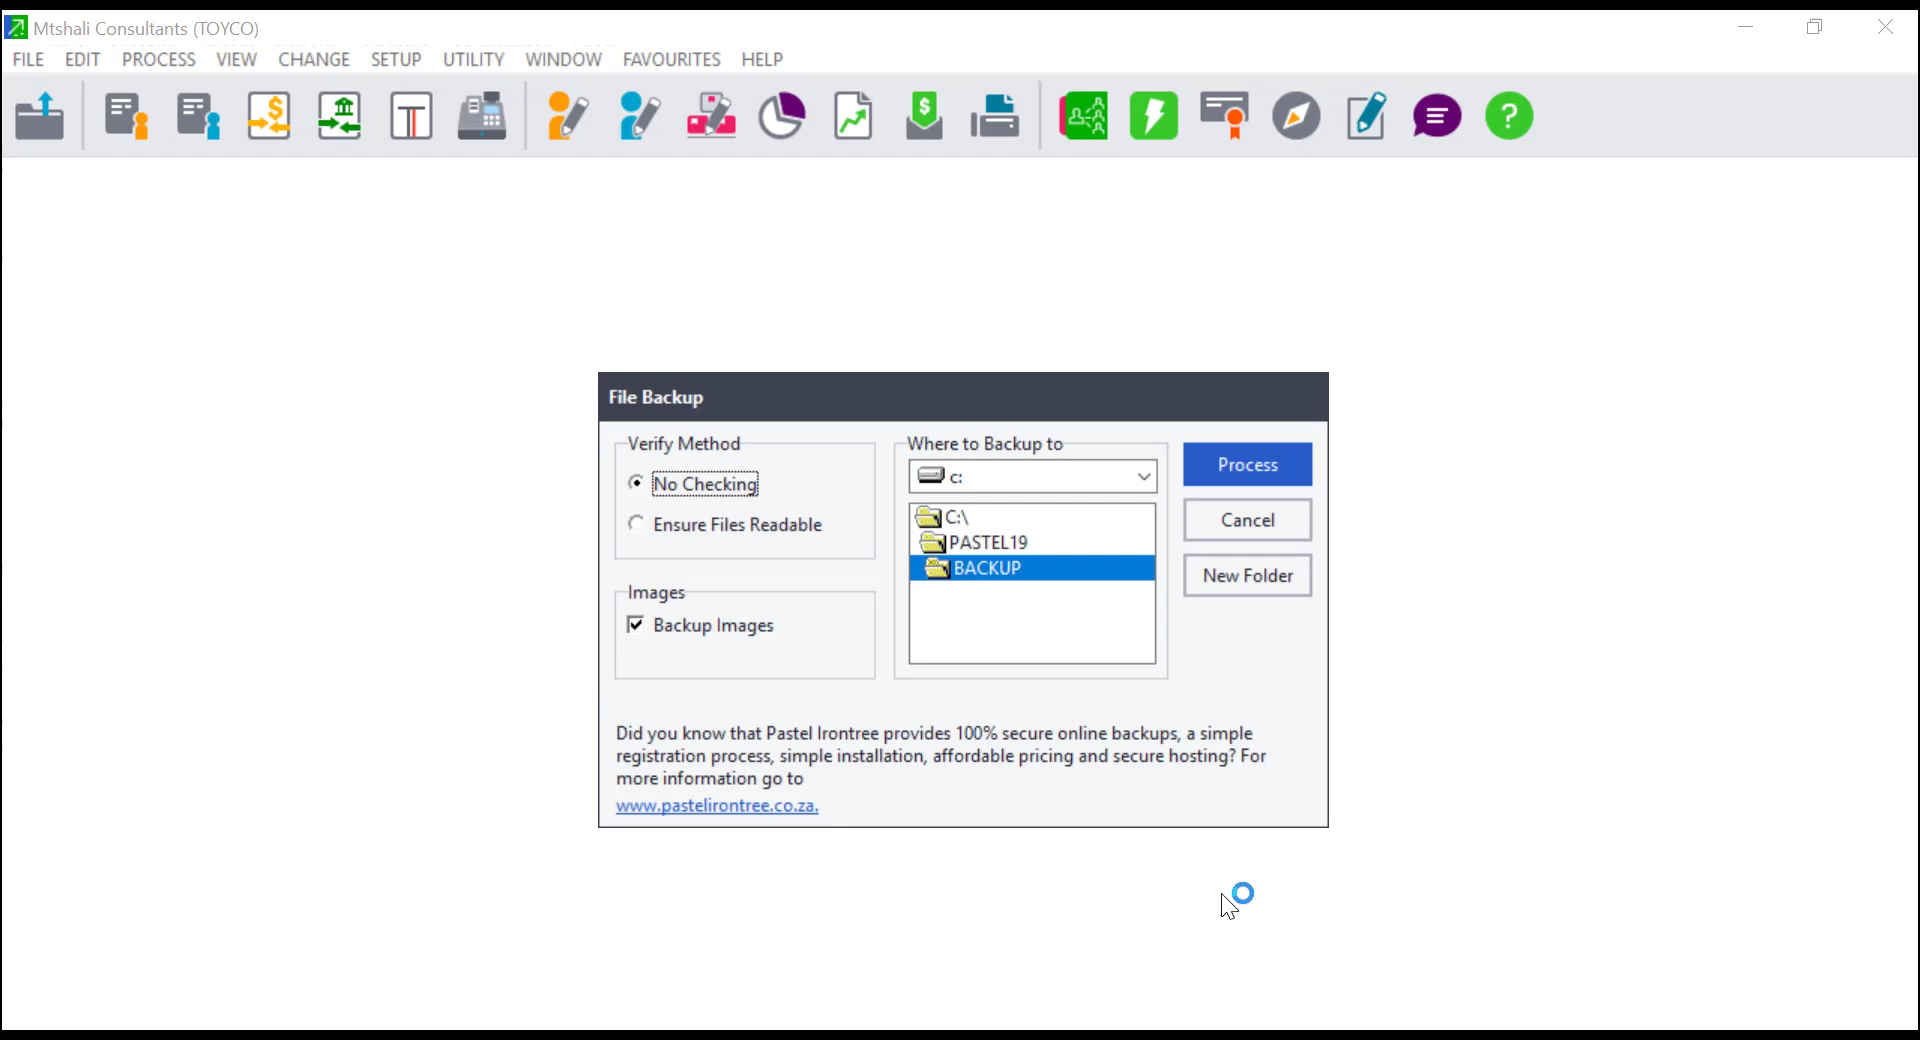 Mtshali Consultants (TOYCO)
FILE EDIT PROCESS VIEW CHANGE SETUP UTILITY WINDOW FAVOURITES HELP
File Backup
Verify Method
No Checking
Ensure Files Readable
Images
Backup Images
Where to Backup to
c:
C:\
PASTEL19
BACKUP
Process
Cancel
New Folder
Did you know that Pastel Irontree provides 100% secure online backups, a simple
registration process, simple installation, affordable pricing and secure hosting? For
more information go to
www.pastelirontree.co.za.